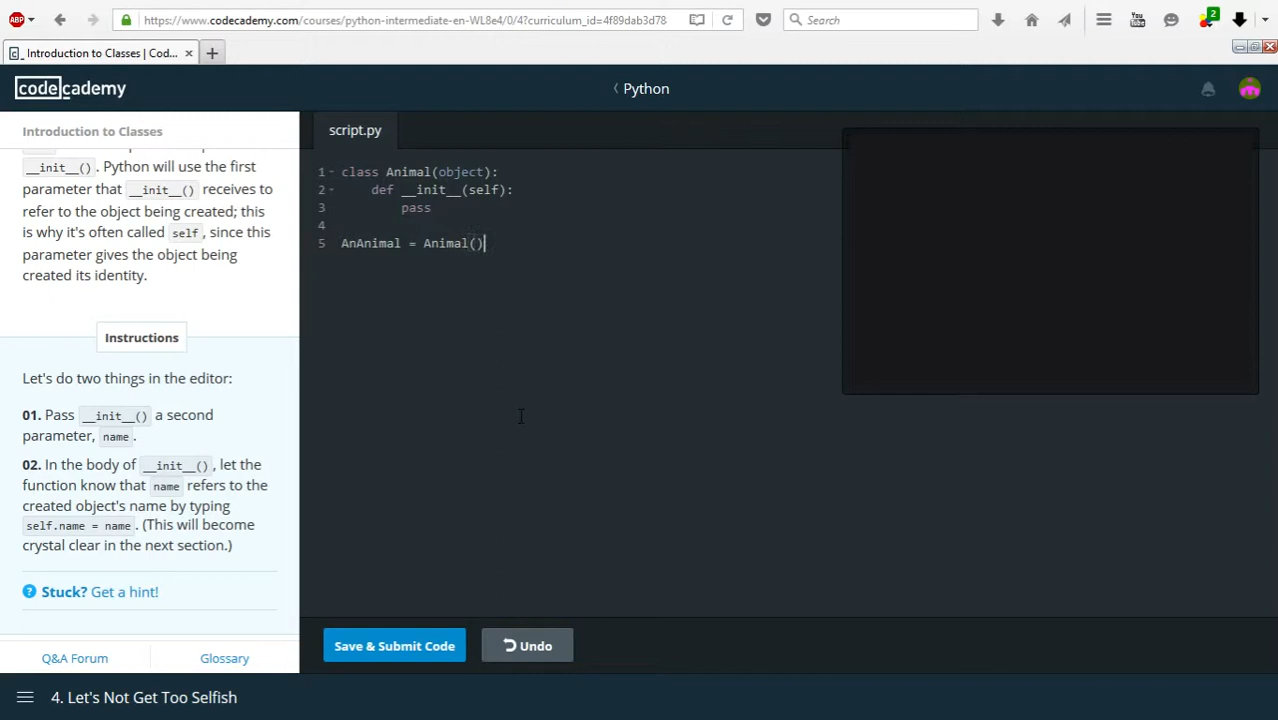 ABP
https://www.codecademy.com/courses/python-intermediate-en-WL8e4/0/4?curriculum_id=4f89dab3d78
Search
You Tube
2
c_ Introduction to Classes | Cod...
codecademy
Python
Introduction to Classes
script.py
__init__(). Python will use the first
parameter that __init__() receives to
refer to the object being created; this
is why it's often called self, since this
parameter gives the object being
created its identity.
Instructions
Let's do two things in the editor:
01. Pass __init__() a second
parameter, name.
02. In the body of __init__(), let the
function know that name refers to the
created object's name by typing
self.name = name. (This will become
crystal clear in the next section.)
? Stuck? Get a hint!
Q&A Forum
Glossary
1 class Animal(object):
2 def __init__(self):
3 pass
4
5 AnAnimal = Animal()
Save & Submit Code
Undo
4. Let's Not Get Too Selfish